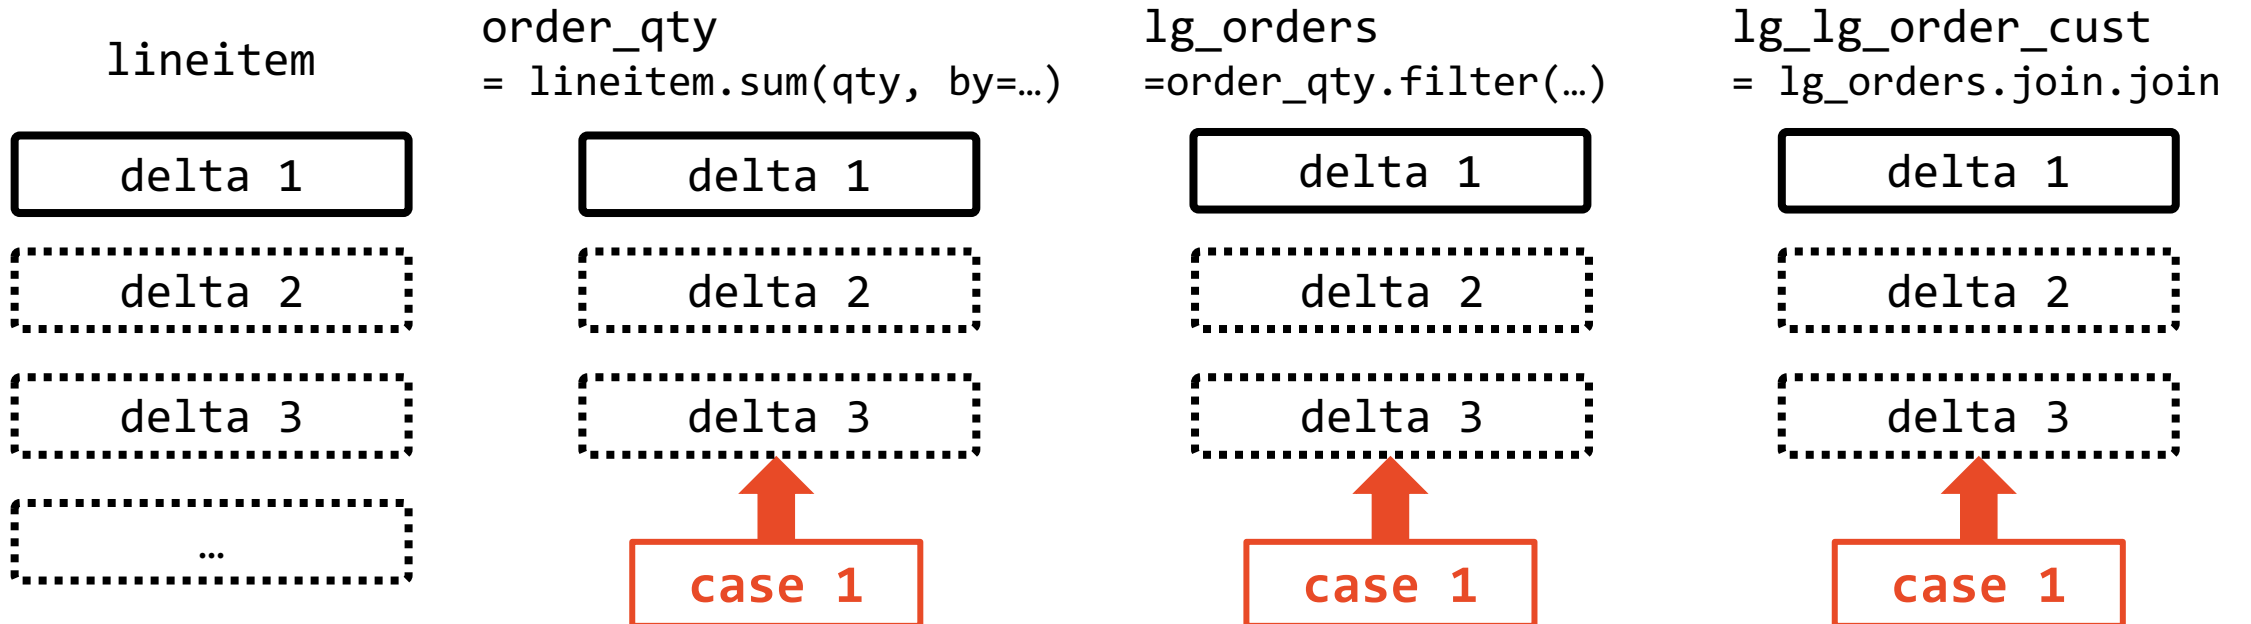 lineitem
delta 1
delta 2
delta 3
…
order_qty
= lineitem.sum(qty, by=…)
delta 1
delta 2
delta 3
case 1
lg_orders
=order_qty.filter(…)
delta 1
delta 2
delta 3
case 1
lg_lg_order_cust
= lg_orders.join.join
delta 1
delta 2
delta 3
case 1